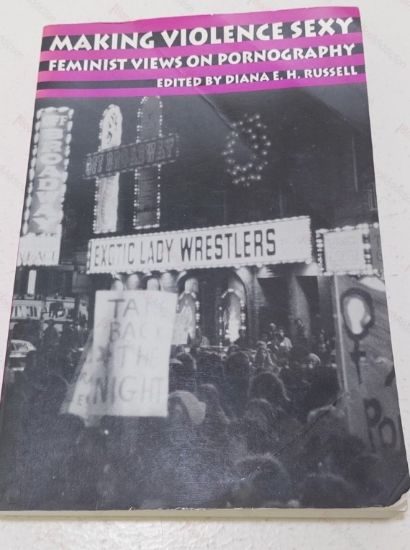 MAKING VIOLENCE SEXY
FEMINIST VIEWS ON PORNOGRAPHY
EDITED BY DIANA E. H. RUSSELL
OFF BROADWAY
BROADWAY
EXOTIC LADY WRESTLERS
TAKE
BACK
THE
NIGHT